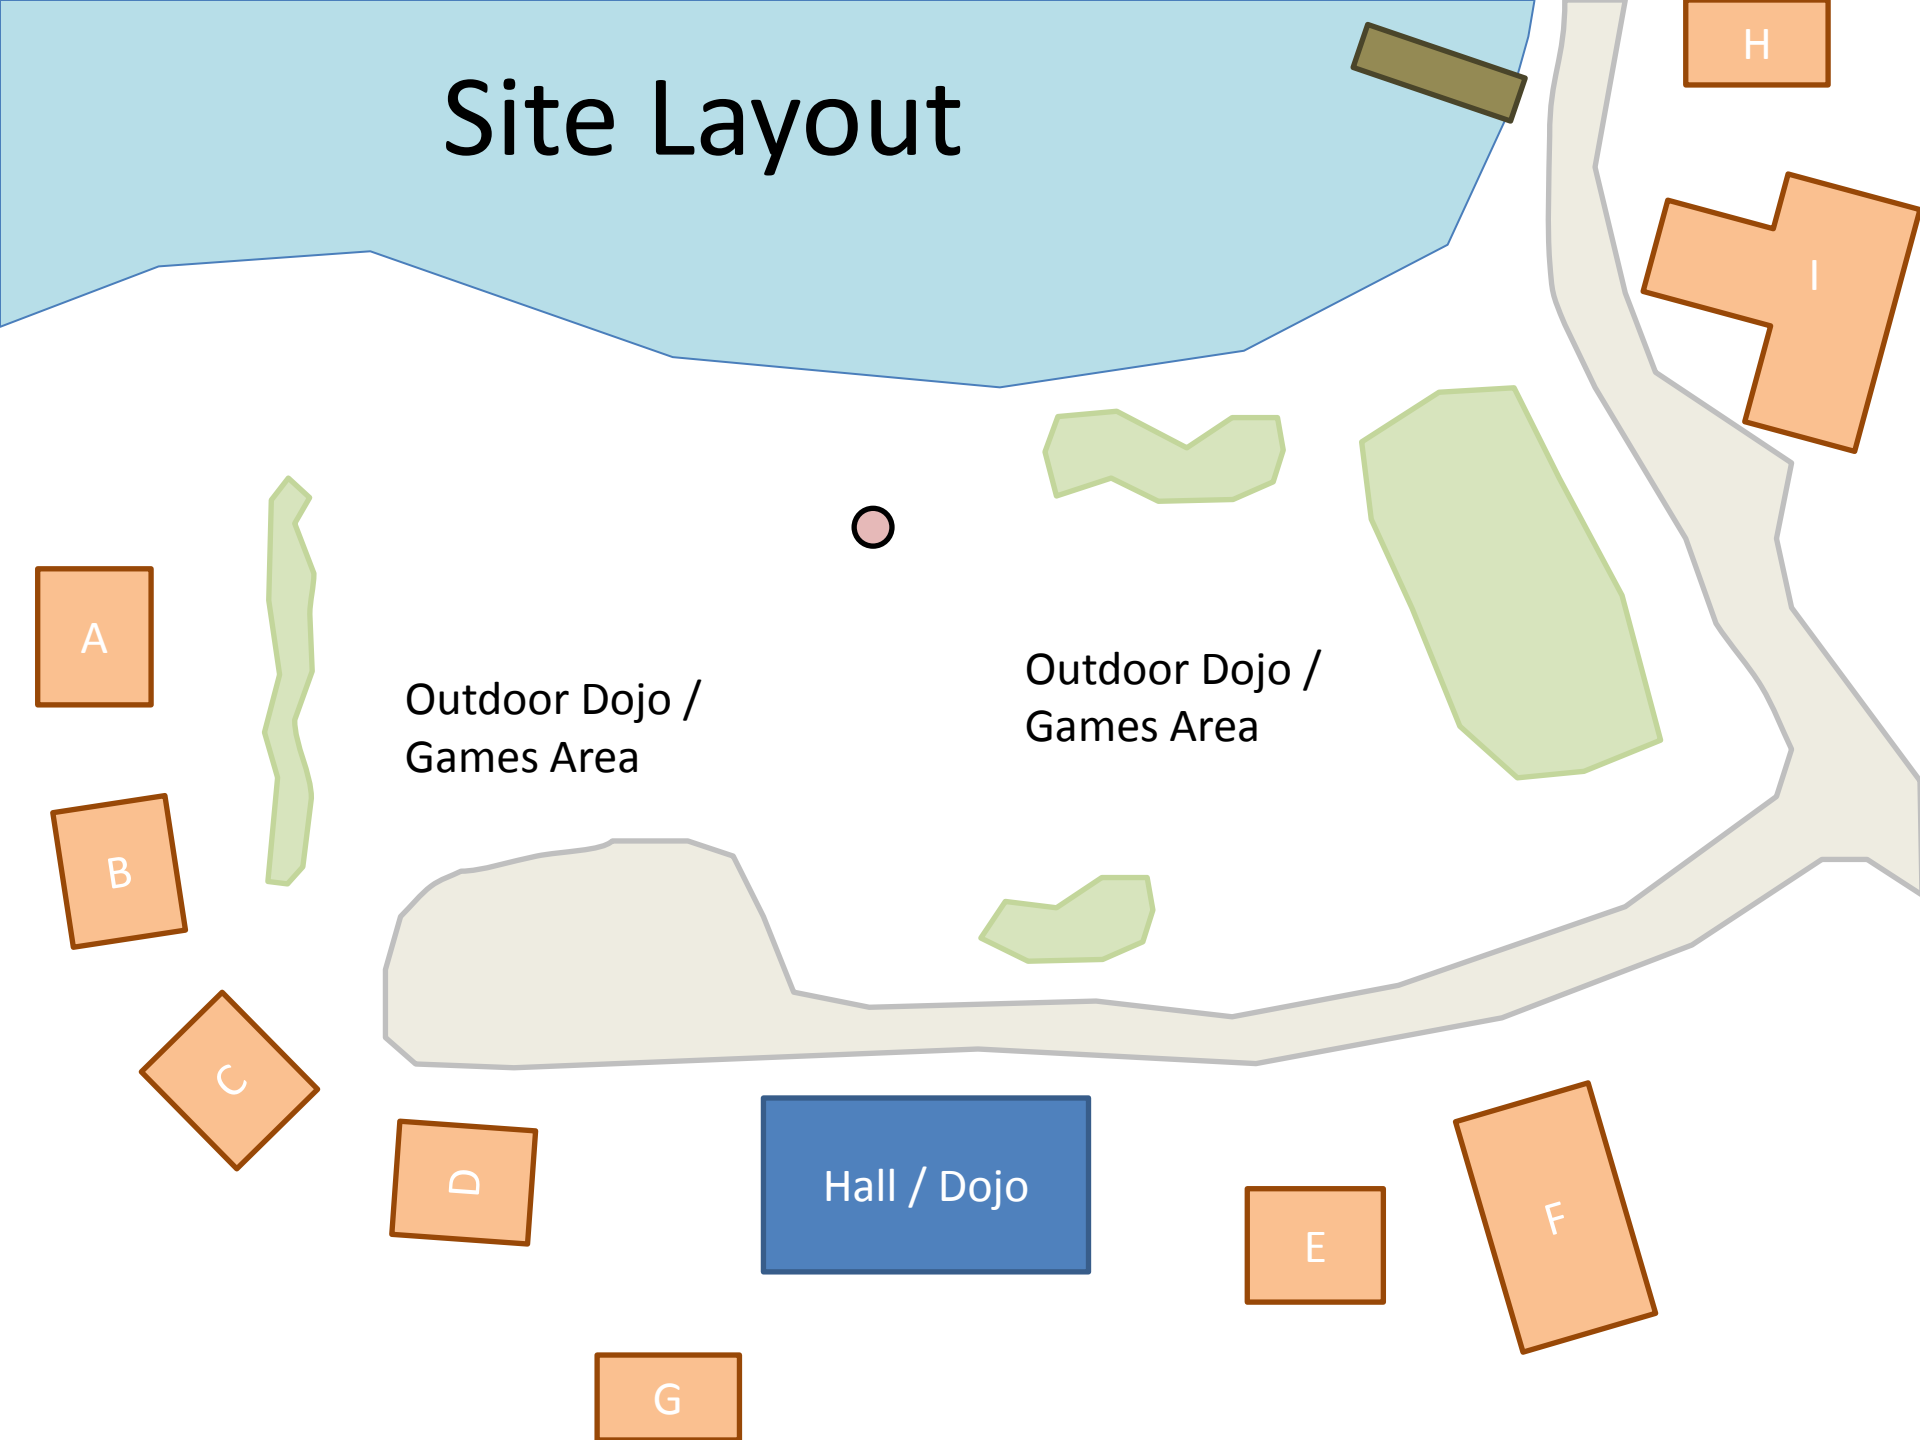 Site Layout
H
I
A
Outdoor Dojo /
Games Area
Outdoor Dojo /
Games Area
B
C
D
Hall / Dojo
E
F
G